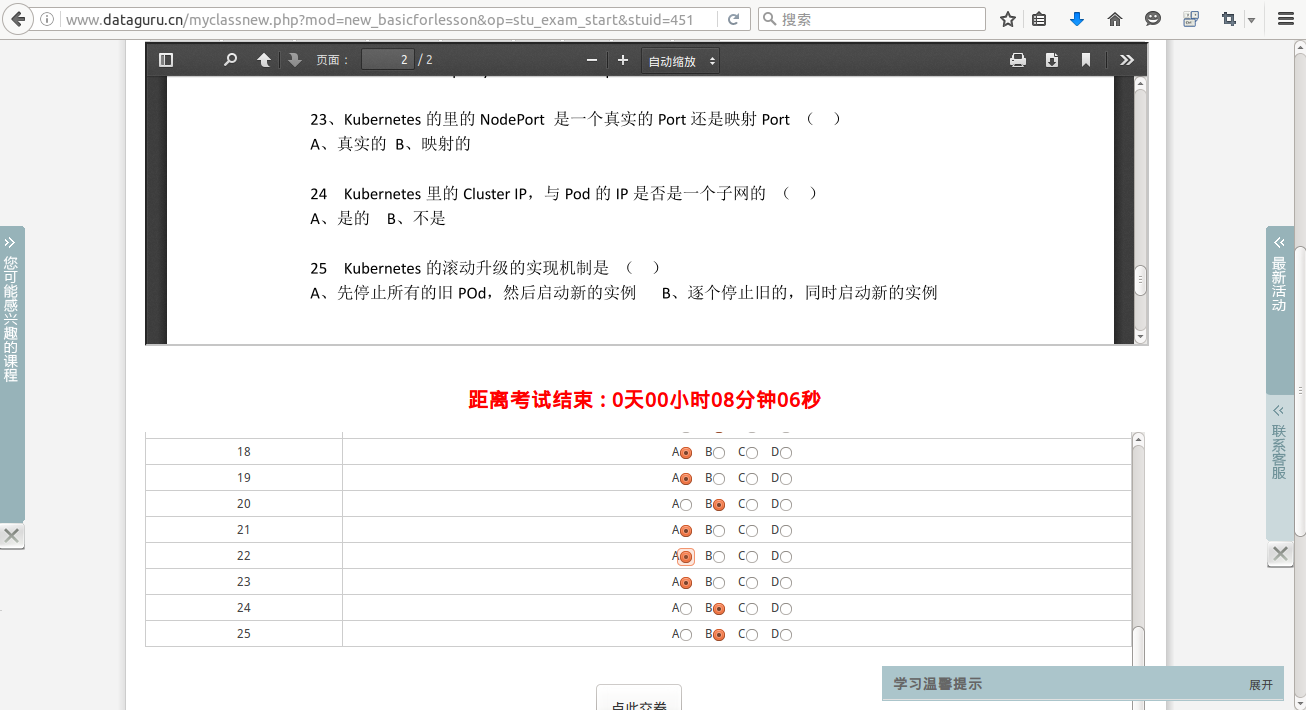 www.dataguru.cn/myclassnew.php?mod=new_basicforlesson&op=stu_exam_start&stuid=451
搜索
页面： 2 / 2
自动缩放
23、Kubernetes 的里的 NodePort 是一个真实的 Port 还是映射 Port （ ）
A、真实的 B、映射的
24 Kubernetes 里的 Cluster IP，与 Pod 的 IP 是否是一个子网的 （ ）
A、是的 B、不是
25 Kubernetes 的滚动升级的实现机制是 （ ）
A、先停止所有的旧 POd，然后启动新的实例 B、逐个停止旧的，同时启动新的实例
您可能感兴趣的课程
最新活动
联系客服
距离考试结束：0天00小时08分钟06秒
18 A B C D
19 A B C D
20 A B C D
21 A B C D
22 A B C D
23 A B C D
24 A B C D
25 A B C D
点此交卷
学习温馨提示 展开